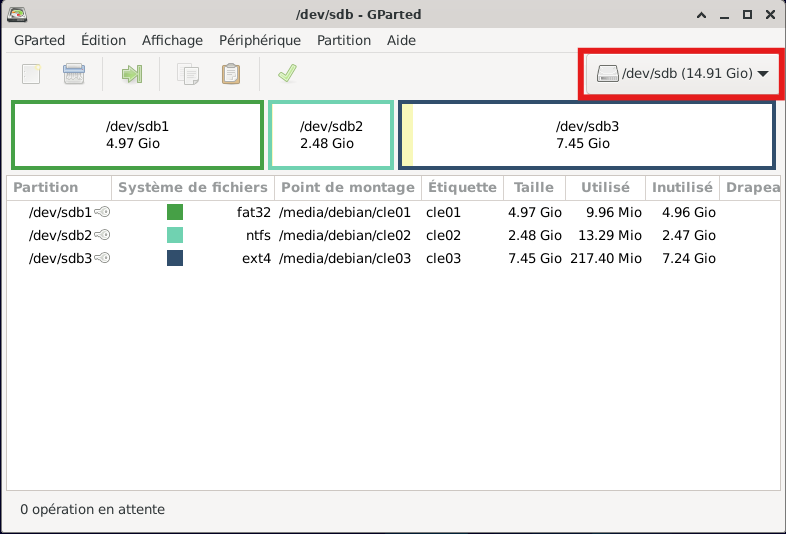 /dev/sdb - GParted
GParted Édition Affichage Périphérique Partition Aide
/dev/sdb (14.91 Gio)
/dev/sdb1 /dev/sdb2 /dev/sdb3
4.97 Gio 2.48 Gio 7.45 Gio
Partition Système de fichiers Point de montage Étiquette Taille Utilisé Inutilisé Drapea
/dev/sdb1 fat32 /media/debian/cle01 cle01 4.97 Gio 9.96 Mio 4.96 Gio
/dev/sdb2 ntfs /media/debian/cle02 cle02 2.48 Gio 13.29 Mio 2.47 Gio
/dev/sdb3 ext4 /media/debian/cle03 cle03 7.45 Gio 217.40 Mio 7.24 Gio
0 opération en attente